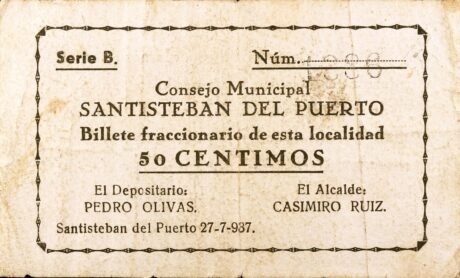 Serie B. Núm.
Consejo Municipal
SANTISTEBAN DEL PUERTO
Billete fraccionario de esta localidad
50 CENTIMOS
El Depositario: El Alcalde:
PEDRO OLIVAS. CASIMIRO RUIZ.
Santisteban del Puerto 27-7-937.